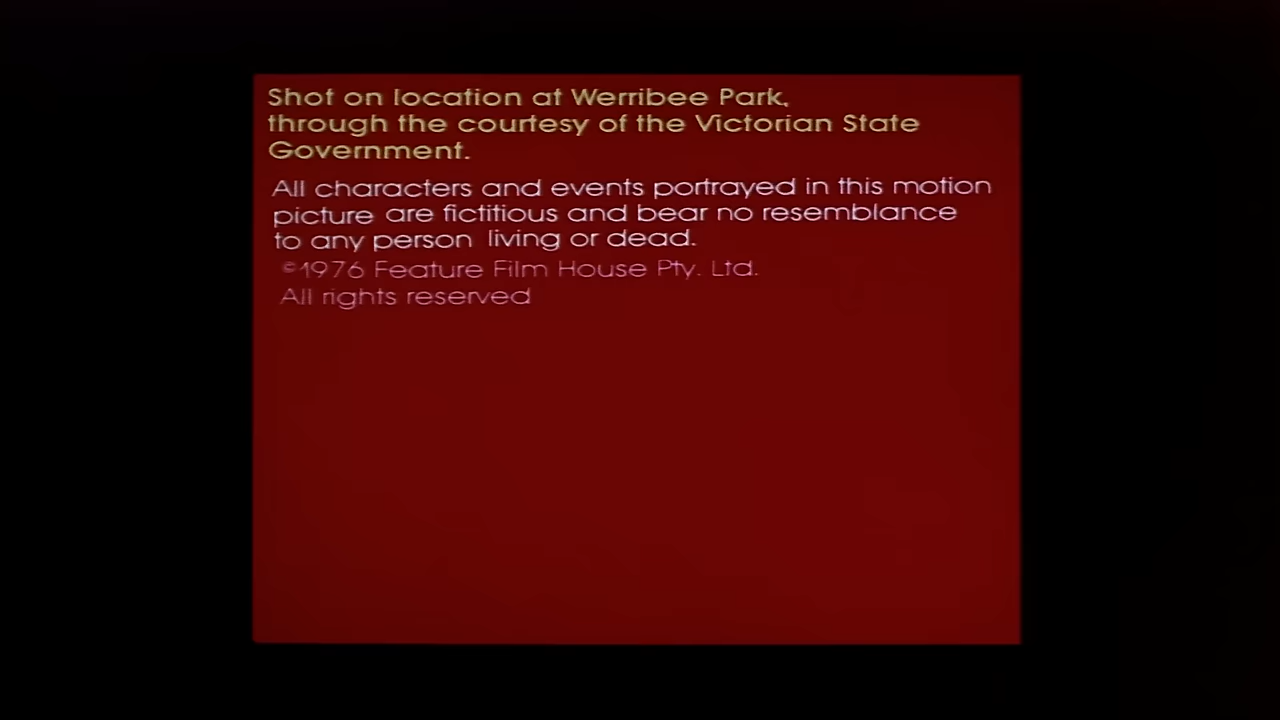 Shot on location at Werribee Park,
through the courtesy of the Victorian State
Government.
All characters and events portrayed in this motion
picture are fictitious and bear no resemblance
to any person living or dead.
©1976 Feature Film House Pty. Ltd.
All rights reserved